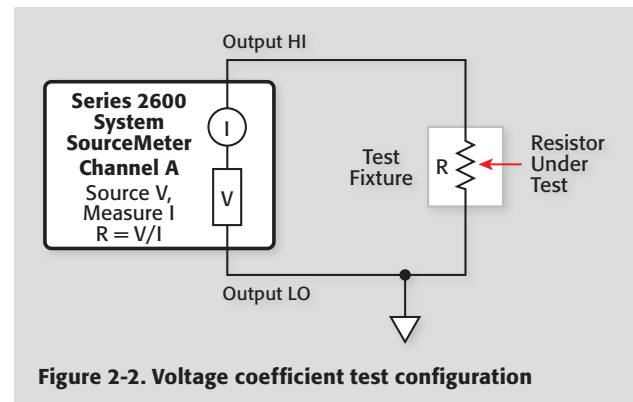 Output HI
Series 2600
System
SourceMeter
Channel A
Source V,
Measure I
R = V/I
I
V
Test
Fixture
R
Resistor
Under
Test
Output LO
Figure 2-2. Voltage coefficient test configuration